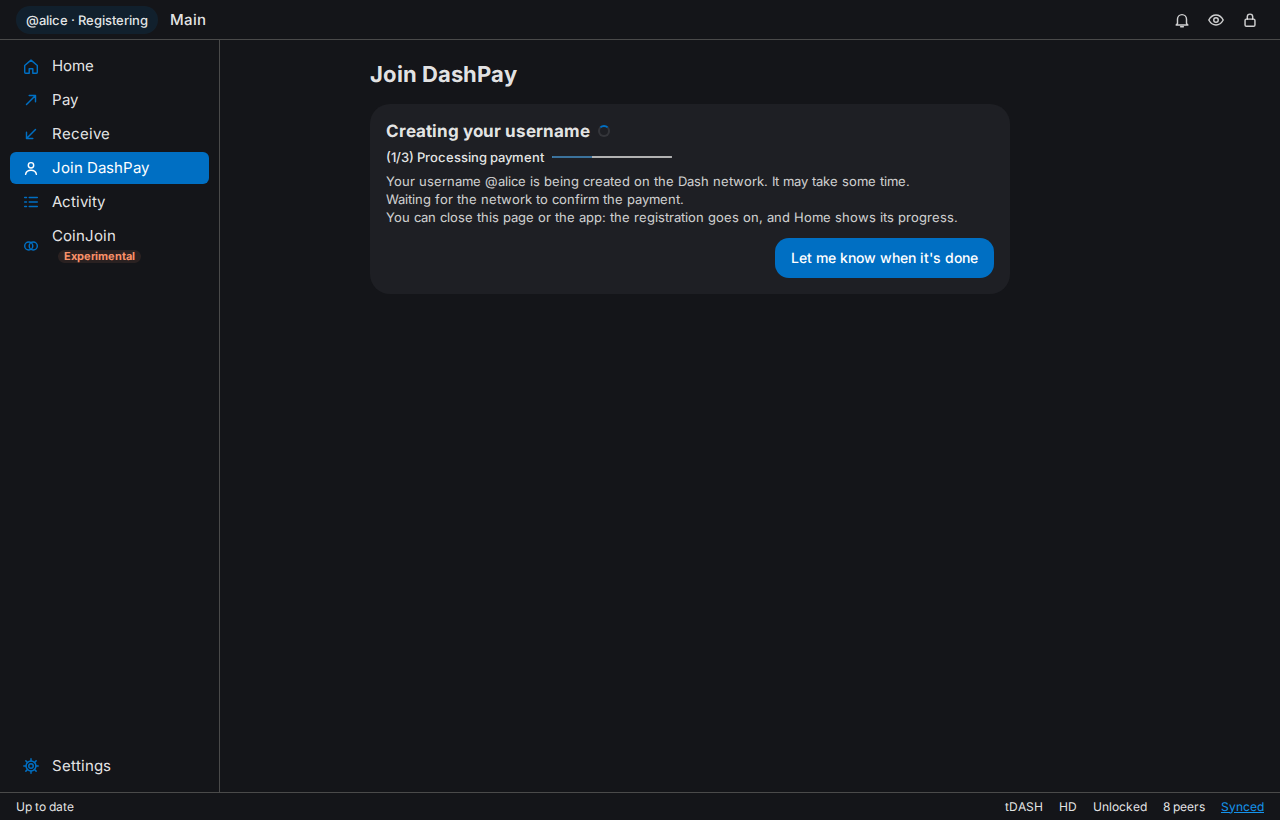 @alice · Registering
Main
Home
Pay
Receive
Join DashPay
Activity
CoinJoin
Experimental
Settings
Join DashPay
Creating your username
(1/3) Processing payment
Your username @alice is being created on the Dash network. It may take some time.
Waiting for the network to confirm the payment.
You can close this page or the app: the registration goes on, and Home shows its progress.
Let me know when it's done
Up to date
tDASH
HD
Unlocked
8 peers
Synced